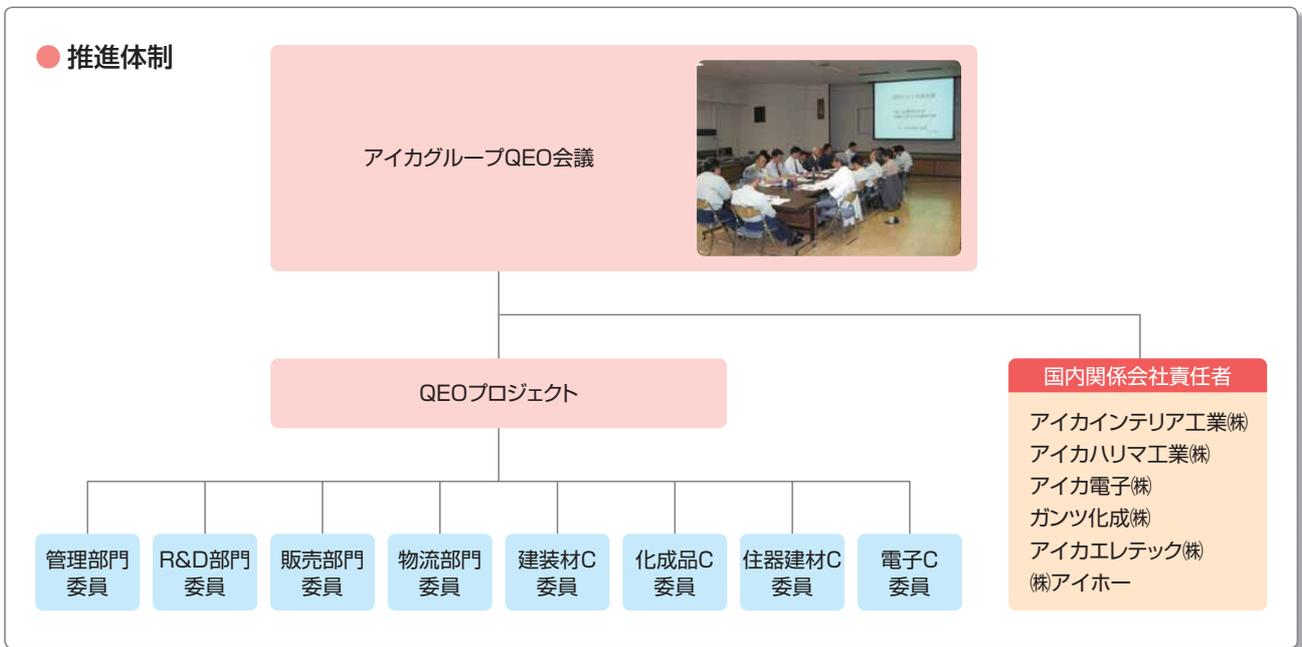 ● 推進体制
アイカグループQEO会議
QEOプロジェクト
国内関係会社責任者
アイカインテリア工業㈱
アイカハリマ工業㈱
アイカ電子㈱
ガンツ化成㈱
アイカエレテック㈱
㈱アイホー
管理部門
委員
R&D部門
委員
販売部門
委員
物流部門
委員
建装材C
委員
化成品C
委員
住器建材C
委員
電子C
委員